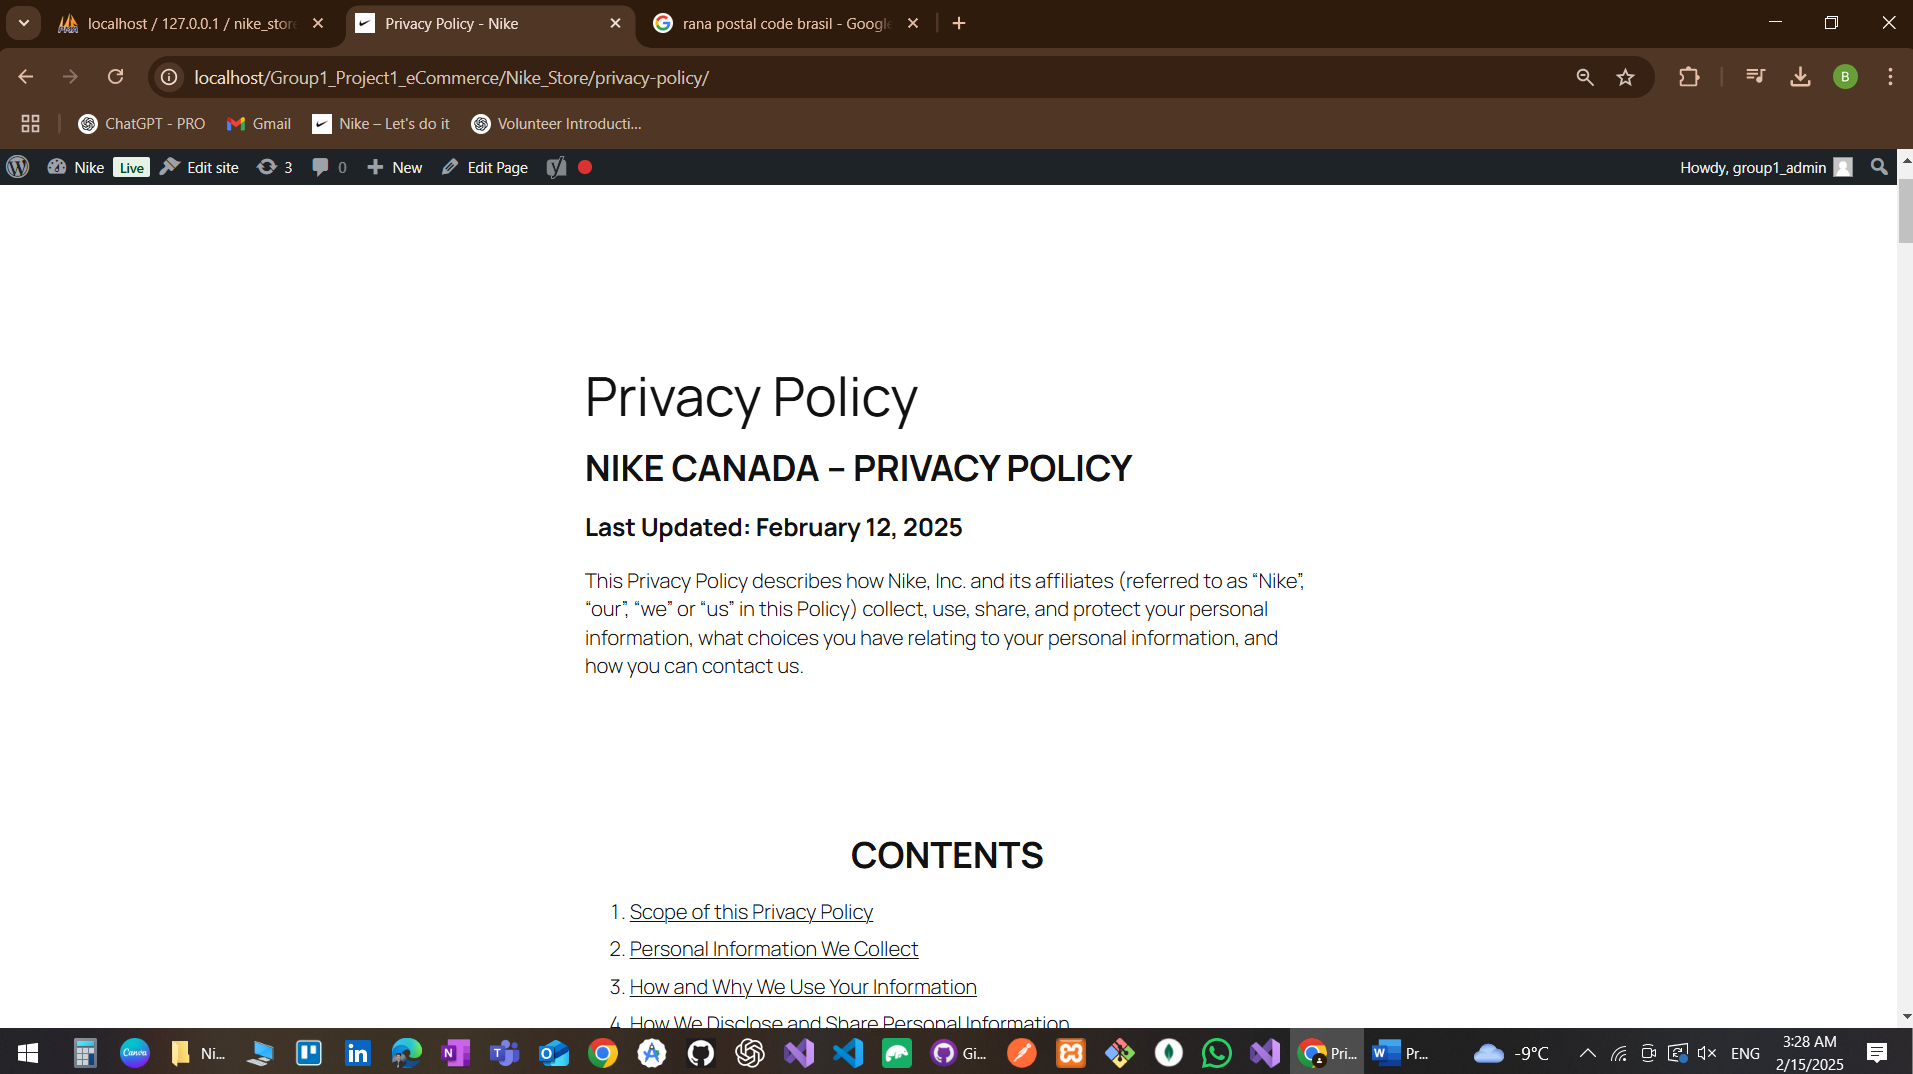 localhost / 127.0.0.1 / nike_stor
Privacy Policy - Nike
rana postal code brasil - Google
localhost/Group1_Project1_eCommerce/Nike_Store/privacy-policy/
B
ChatGPT - PRO
Gmail
Nike – Let's do it
Volunteer Introducti...
Nike
Live
Edit site
3
0
New
Edit Page
Howdy, group1_admin
Privacy Policy
NIKE CANADA – PRIVACY POLICY
Last Updated: February 12, 2025
This Privacy Policy describes how Nike, Inc. and its affiliates (referred to as “Nike”,
“our”, “we” or “us” in this Policy) collect, use, share, and protect your personal
information, what choices you have relating to your personal information, and
how you can contact us.
CONTENTS
1. Scope of this Privacy Policy
2. Personal Information We Collect
3. How and Why We Use Your Information
4. How We Disclose and Share Personal Information
Canva
Ni...
Gi...
Pri...
Pr...
-9°C
ENG
3:28 AM
2/15/2025